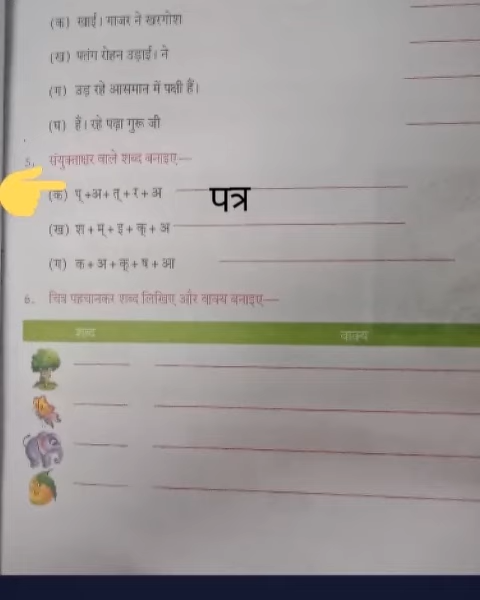 (क) खाई। गाजर ने खरगोश
(ख) पतंग रोहन उड़ाई। ने
(ग) उड़ रहे आसमान में पक्षी हैं।
(घ) हैं। रहे पढ़ा गुरू जी
5. संयुक्ताक्षर वाले शब्द बनाइए—
(क) प्+अ+त्+र+अ पत्र
(ख) श+म्+इ+क्+अ
(ग) क+अ+क्+ष+आ
6. चित्र पहचानकर शब्द लिखिए और वाक्य बनाइए—
शब्द वाक्य